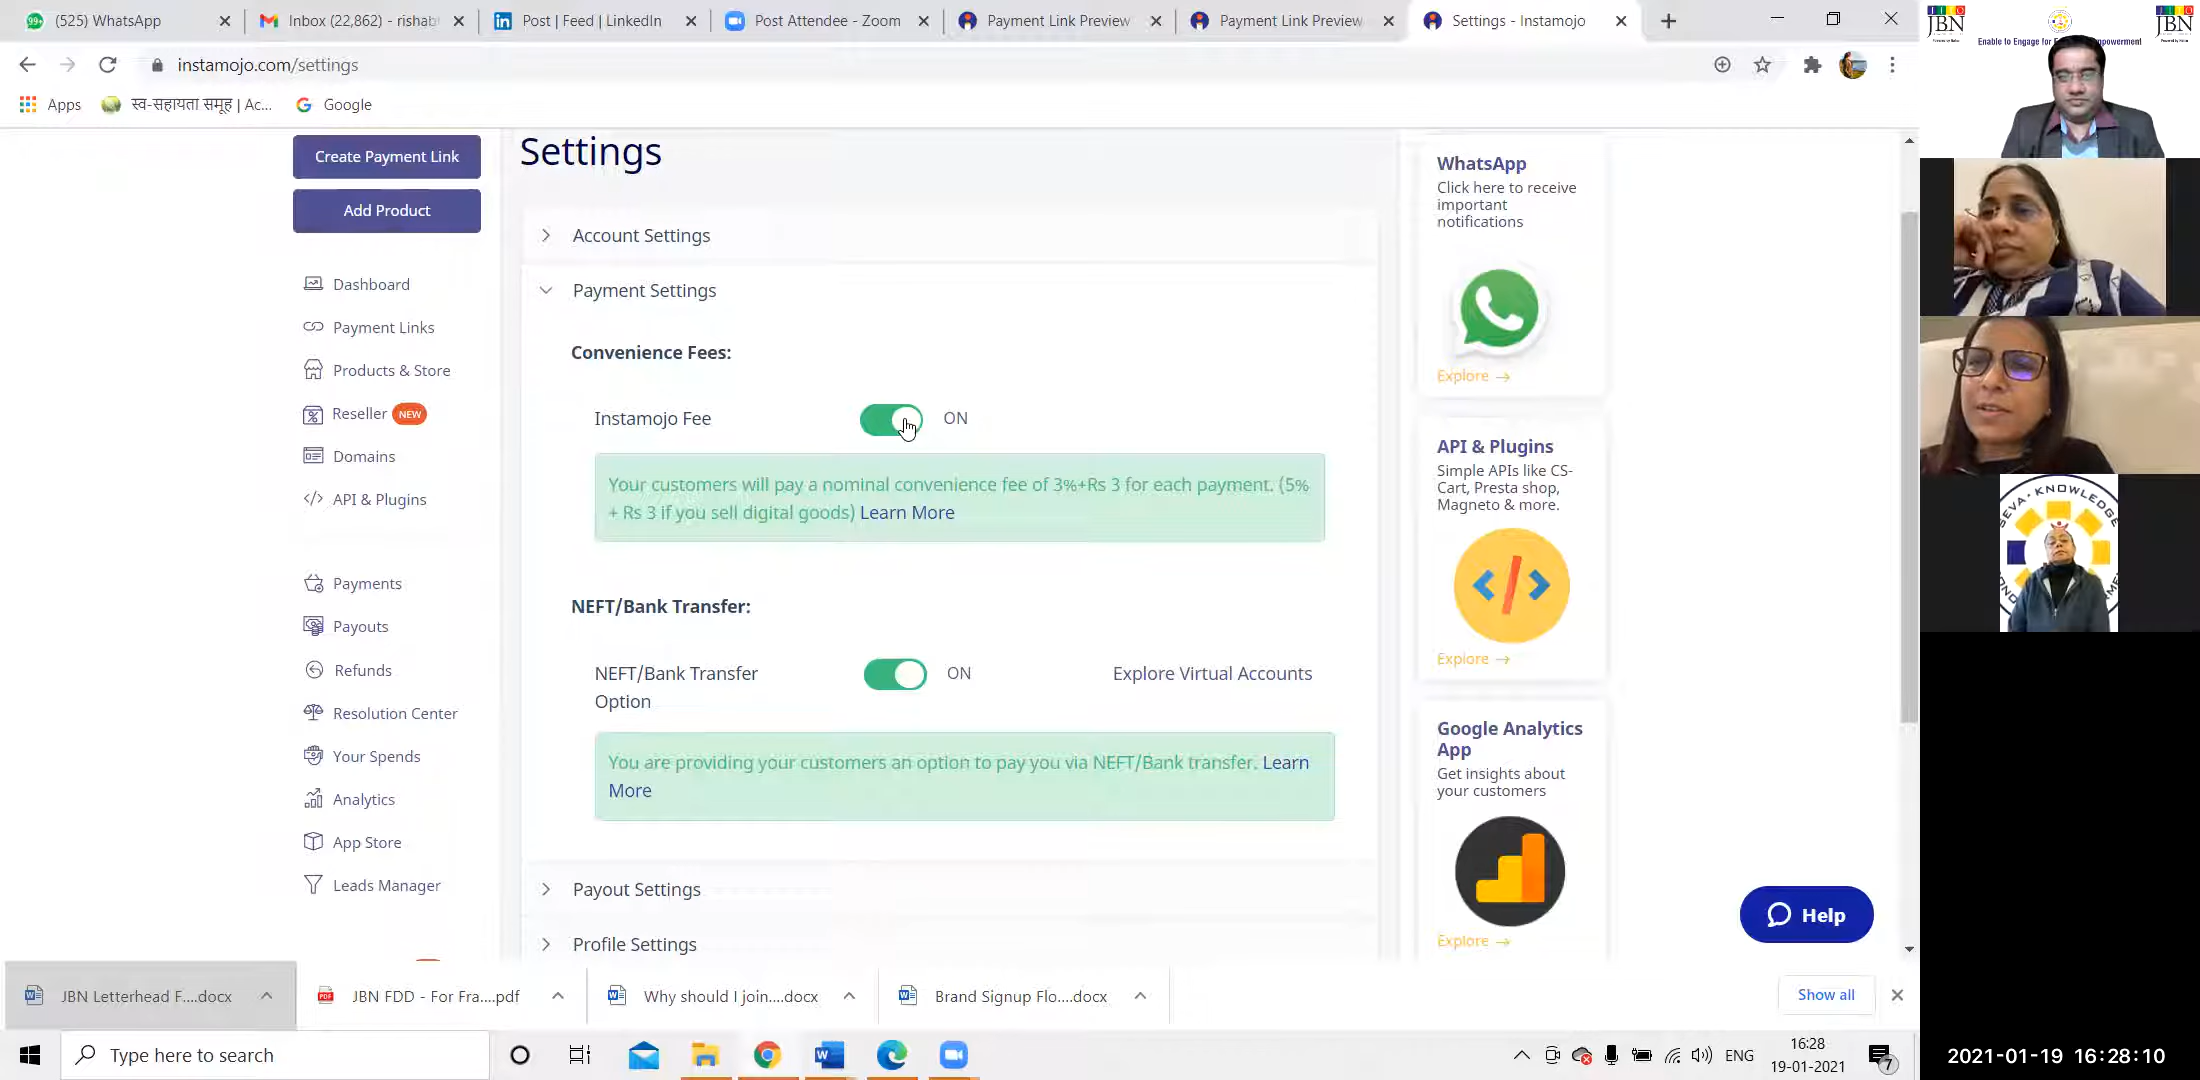 (525) WhatsApp
Inbox (22,862) - rishab
Post | Feed | LinkedIn
Post Attendee - Zoom
Payment Link Preview
Payment Link Preview
Settings - Instamojo
instamojo.com/settings
Apps
स्व-सहायता समूह | Ac...
Google
Create Payment Link
Add Product
Dashboard
Payment Links
Products & Store
Reseller NEW
Domains
API & Plugins
Payments
Payouts
Refunds
Resolution Center
Your Spends
Analytics
App Store
Leads Manager
Settings
Account Settings
Payment Settings
Convenience Fees:
Instamojo Fee ON
Your customers will pay a nominal convenience fee of 3%+Rs 3 for each payment. (5%
+ Rs 3 if you sell digital goods) Learn More
NEFT/Bank Transfer:
NEFT/Bank Transfer ON Explore Virtual Accounts
Option
You are providing your customers an option to pay you via NEFT/Bank transfer. Learn
More
Payout Settings
Profile Settings
WhatsApp
Click here to receive
important
notifications
Explore →
API & Plugins
Simple APIs like CS-
Cart, Presta shop,
Magneto & more.
Explore →
Google Analytics
App
Get insights about
your customers
Explore →
Help
JBN Letterhead F....docx
JBN FDD - For Fra....pdf
Why should I join....docx
Brand Signup Flo....docx
Show all
Type here to search
ENG
16:28
19-01-2021
7
JBN
JBN
Enable to Engage for
SEVA · KNOWLEDGE
2021-01-19 16:28:10